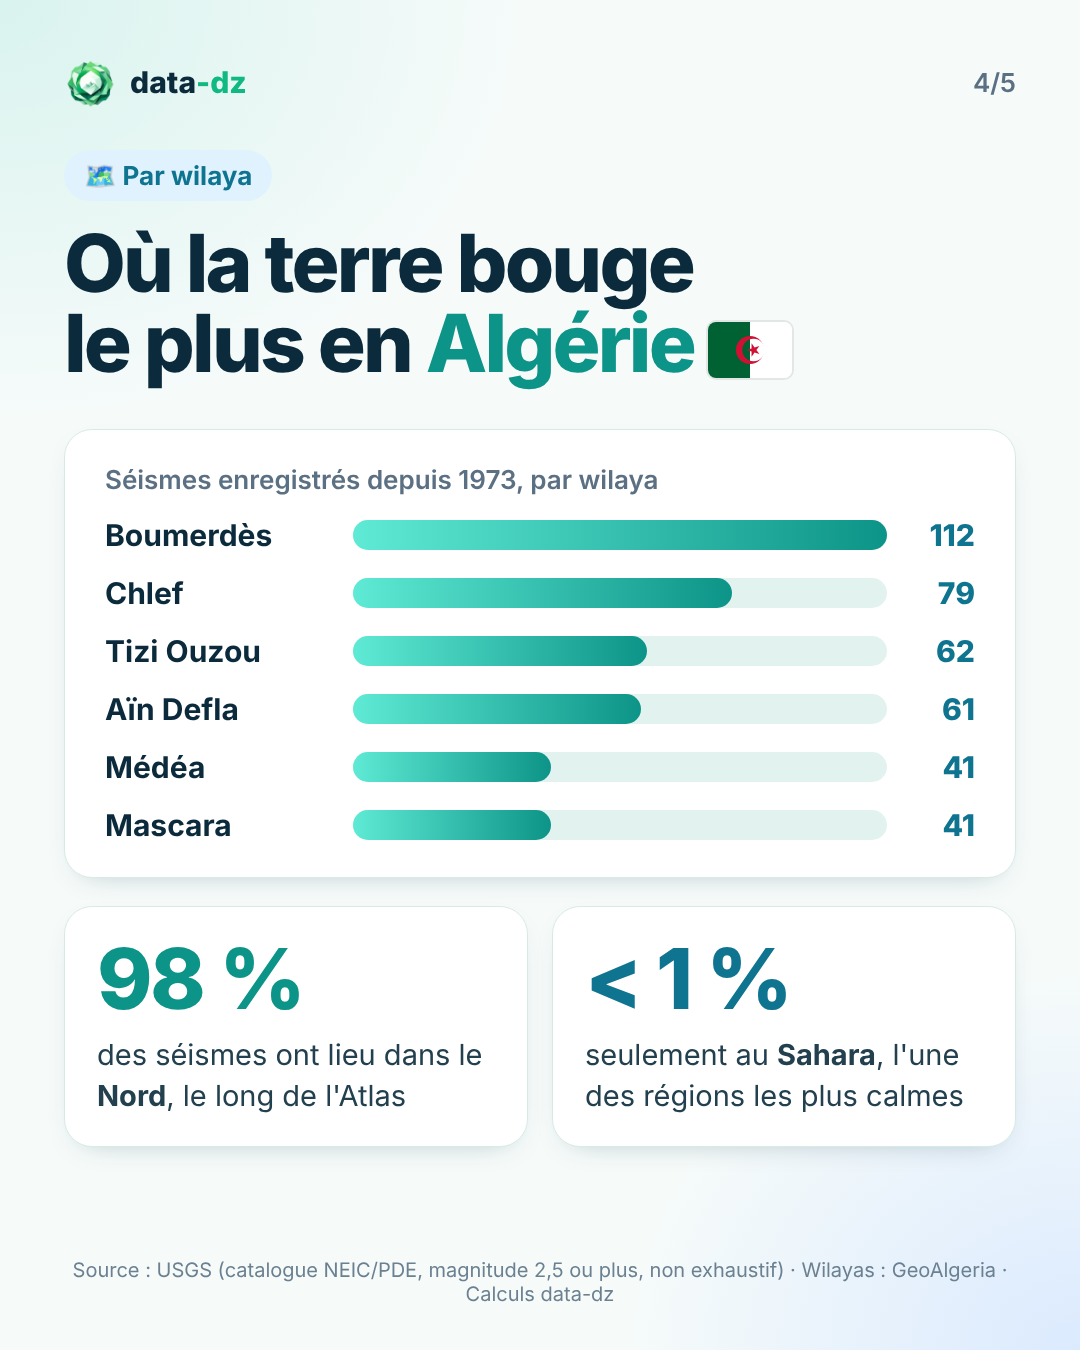 data-dz
4/5
Par wilaya
Où la terre bouge
le plus en Algérie
Séismes enregistrés depuis 1973, par wilaya
Boumerdès 112
Chlef 79
Tizi Ouzou 62
Aïn Defla 61
Médéa 41
Mascara 41
98 %
des séismes ont lieu dans le
Nord, le long de l'Atlas
< 1 %
seulement au Sahara, l'une
des régions les plus calmes
Source : USGS (catalogue NEIC/PDE, magnitude 2,5 ou plus, non exhaustif) · Wilayas : GeoAlgeria ·
Calculs data-dz